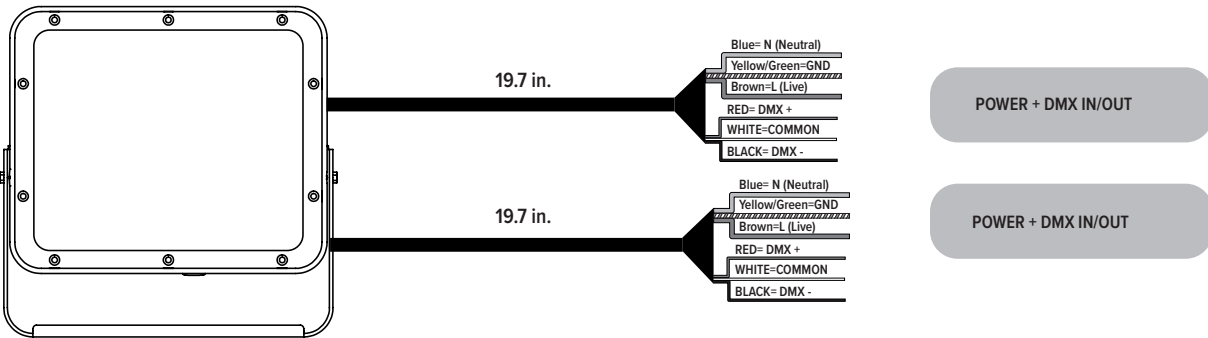 19.7 in.
Blue= N (Neutral)
Yellow/Green=GND
Brown=L (Live)
RED= DMX +
WHITE=COMMON
BLACK= DMX -
POWER + DMX IN/OUT
19.7 in.
Blue= N (Neutral)
Yellow/Green=GND
Brown=L (Live)
RED= DMX +
WHITE=COMMON
BLACK= DMX -
POWER + DMX IN/OUT